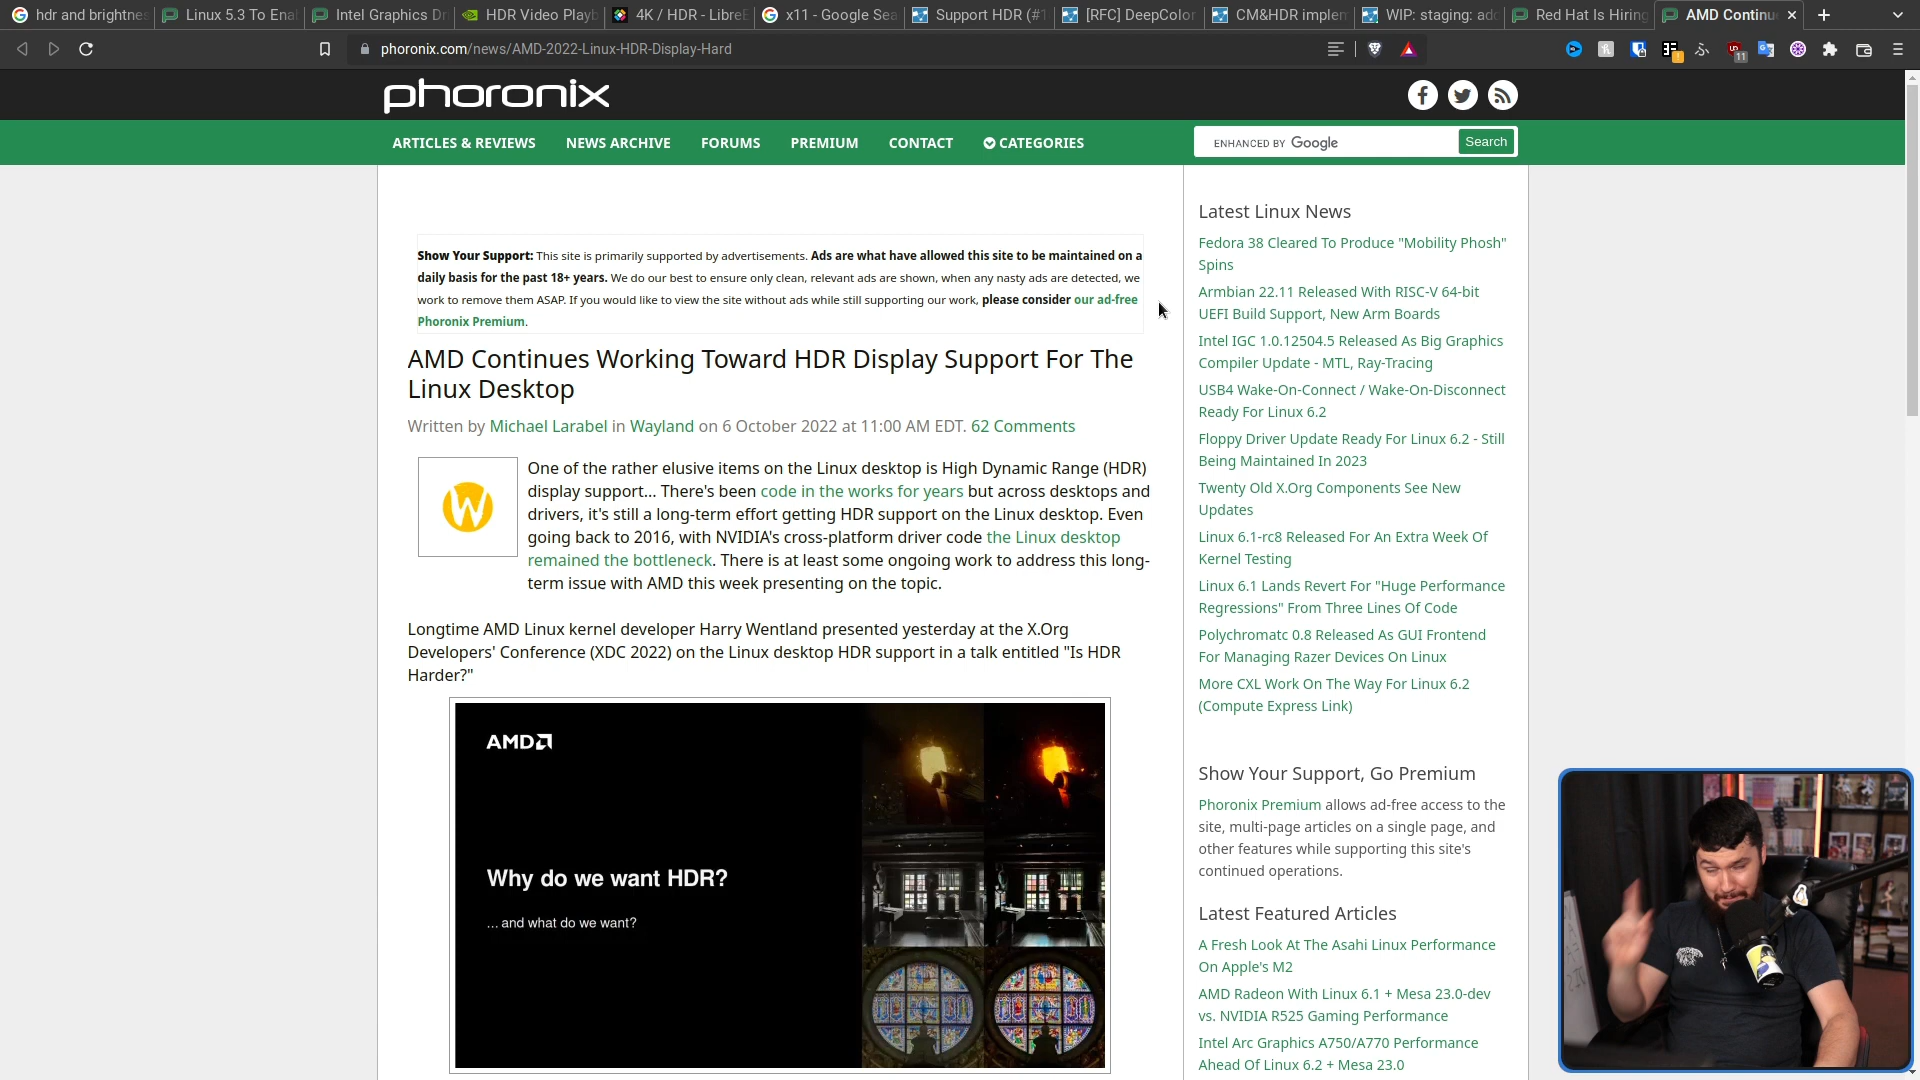 hdr and brightnes
Linux 5.3 To Enal
Intel Graphics Dr
HDR Video Playb
4K / HDR - LibreE
x11 - Google Sea
Support HDR (#1
[RFC] DeepColor
CM&HDR implem
WIP: staging: add
Red Hat Is Hiring
AMD Continu
phoronix.com/news/AMD-2022-Linux-HDR-Display-Hard
11
phoronix
ARTICLES & REVIEWS
NEWS ARCHIVE
FORUMS
PREMIUM
CONTACT
CATEGORIES
ENHANCED BY Google
Search
Show Your Support: This site is primarily supported by advertisements. Ads are what have allowed this site to be maintained on a
daily basis for the past 18+ years. We do our best to ensure only clean, relevant ads are shown, when any nasty ads are detected, we
work to remove them ASAP. If you would like to view the site without ads while still supporting our work, please consider our ad-free
Phoronix Premium.
AMD Continues Working Toward HDR Display Support For The
Linux Desktop
Written by Michael Larabel in Wayland on 6 October 2022 at 11:00 AM EDT. 62 Comments
One of the rather elusive items on the Linux desktop is High Dynamic Range (HDR)
display support... There's been code in the works for years but across desktops and
drivers, it's still a long-term effort getting HDR support on the Linux desktop. Even
going back to 2016, with NVIDIA's cross-platform driver code the Linux desktop
remained the bottleneck. There is at least some ongoing work to address this long-
term issue with AMD this week presenting on the topic.
Longtime AMD Linux kernel developer Harry Wentland presented yesterday at the X.Org
Developers' Conference (XDC 2022) on the Linux desktop HDR support in a talk entitled "Is HDR
Harder?"
AMD
Why do we want HDR?
... and what do we want?
Latest Linux News
Fedora 38 Cleared To Produce "Mobility Phosh"
Spins
Armbian 22.11 Released With RISC-V 64-bit
UEFI Build Support, New Arm Boards
Intel IGC 1.0.12504.5 Released As Big Graphics
Compiler Update - MTL, Ray-Tracing
USB4 Wake-On-Connect / Wake-On-Disconnect
Ready For Linux 6.2
Floppy Driver Update Ready For Linux 6.2 - Still
Being Maintained In 2023
Twenty Old X.Org Components See New
Updates
Linux 6.1-rc8 Released For An Extra Week Of
Kernel Testing
Linux 6.1 Lands Revert For "Huge Performance
Regressions" From Three Lines Of Code
Polychromatc 0.8 Released As GUI Frontend
For Managing Razer Devices On Linux
More CXL Work On The Way For Linux 6.2
(Compute Express Link)
Show Your Support, Go Premium
Phoronix Premium allows ad-free access to the
site, multi-page articles on a single page, and
other features while supporting this site's
continued operations.
Latest Featured Articles
A Fresh Look At The Asahi Linux Performance
On Apple's M2
AMD Radeon With Linux 6.1 + Mesa 23.0-dev
vs. NVIDIA R525 Gaming Performance
Intel Arc Graphics A750/A770 Performance
Ahead Of Linux 6.2 + Mesa 23.0